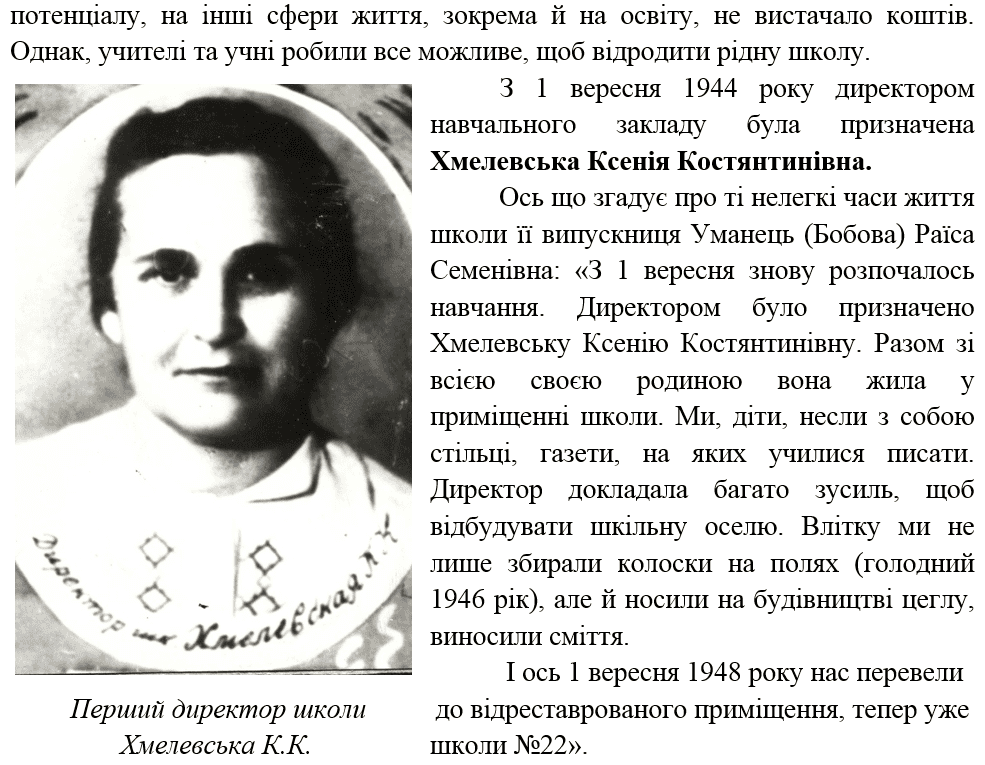 потенціалу, на інші сфери життя, зокрема й на освіту, не вистачало коштів.
Однак, учителі та учні робили все можливе, щоб відродити рідну школу.
З 1 вересня 1944 року директором
навчального закладу була призначена
Хмелевська Ксенія Костянтинівна.
Ось що згадує про ті нелегкі часи життя
школи її випускниця Уманець (Бобова) Раїса
Семенівна: «З 1 вересня знову розпочалось
навчання. Директором було призначено
Хмелевську Ксенію Костянтинівну. Разом зі
всією своєю родиною вона жила у
приміщенні школи. Ми, діти, несли з собою
стільці, газети, на яких училися писати.
Директор докладала багато зусиль, щоб
відбудувати шкільну оселю. Влітку ми не
лише збирали колоски на полях (голодний
1946 рік), але й носили на будівництві цеглу,
виносили сміття.
І ось 1 вересня 1948 року нас перевели
до відреставрованого приміщення, тепер уже
школи №22».
Директор шк Хмелевская К.К
Перший директор школи
Хмелевська К.К.